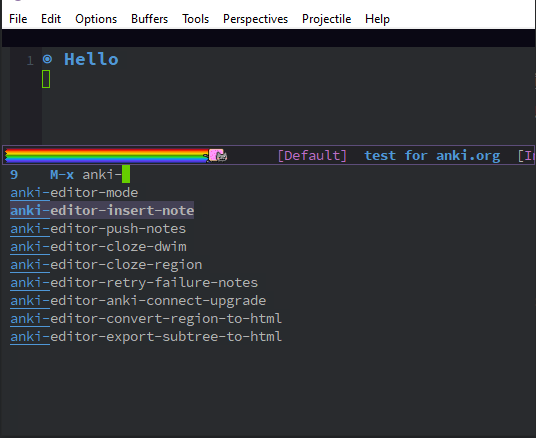 File Edit Options Buffers Tools Perspectives Projectile Help
1 Hello
[Default] test for anki.org [I
9 M-x anki-
anki-editor-mode
anki-editor-insert-note
anki-editor-push-notes
anki-editor-cloze-dwim
anki-editor-cloze-region
anki-editor-retry-failure-notes
anki-editor-anki-connect-upgrade
anki-editor-convert-region-to-html
anki-editor-export-subtree-to-html